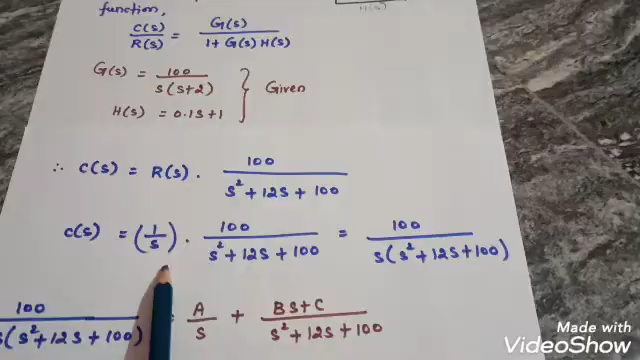 function,
C(s)/R(s) = G(s)/(1 + G(s) H(s))
H(s)
G(s) = 100/(s(s+2))
H(s) = 0.1s+1 } Given
∴ C(s) = R(s) . 100/(s² + 12s + 100)
C(s) = (1/s) . 100/(s² + 12s + 100) = 100/(s(s² + 12s + 100))
100/(s(s² + 12s + 100)) = A/s + (Bs+C)/(s² + 12s + 100)
Made with
VideoShow